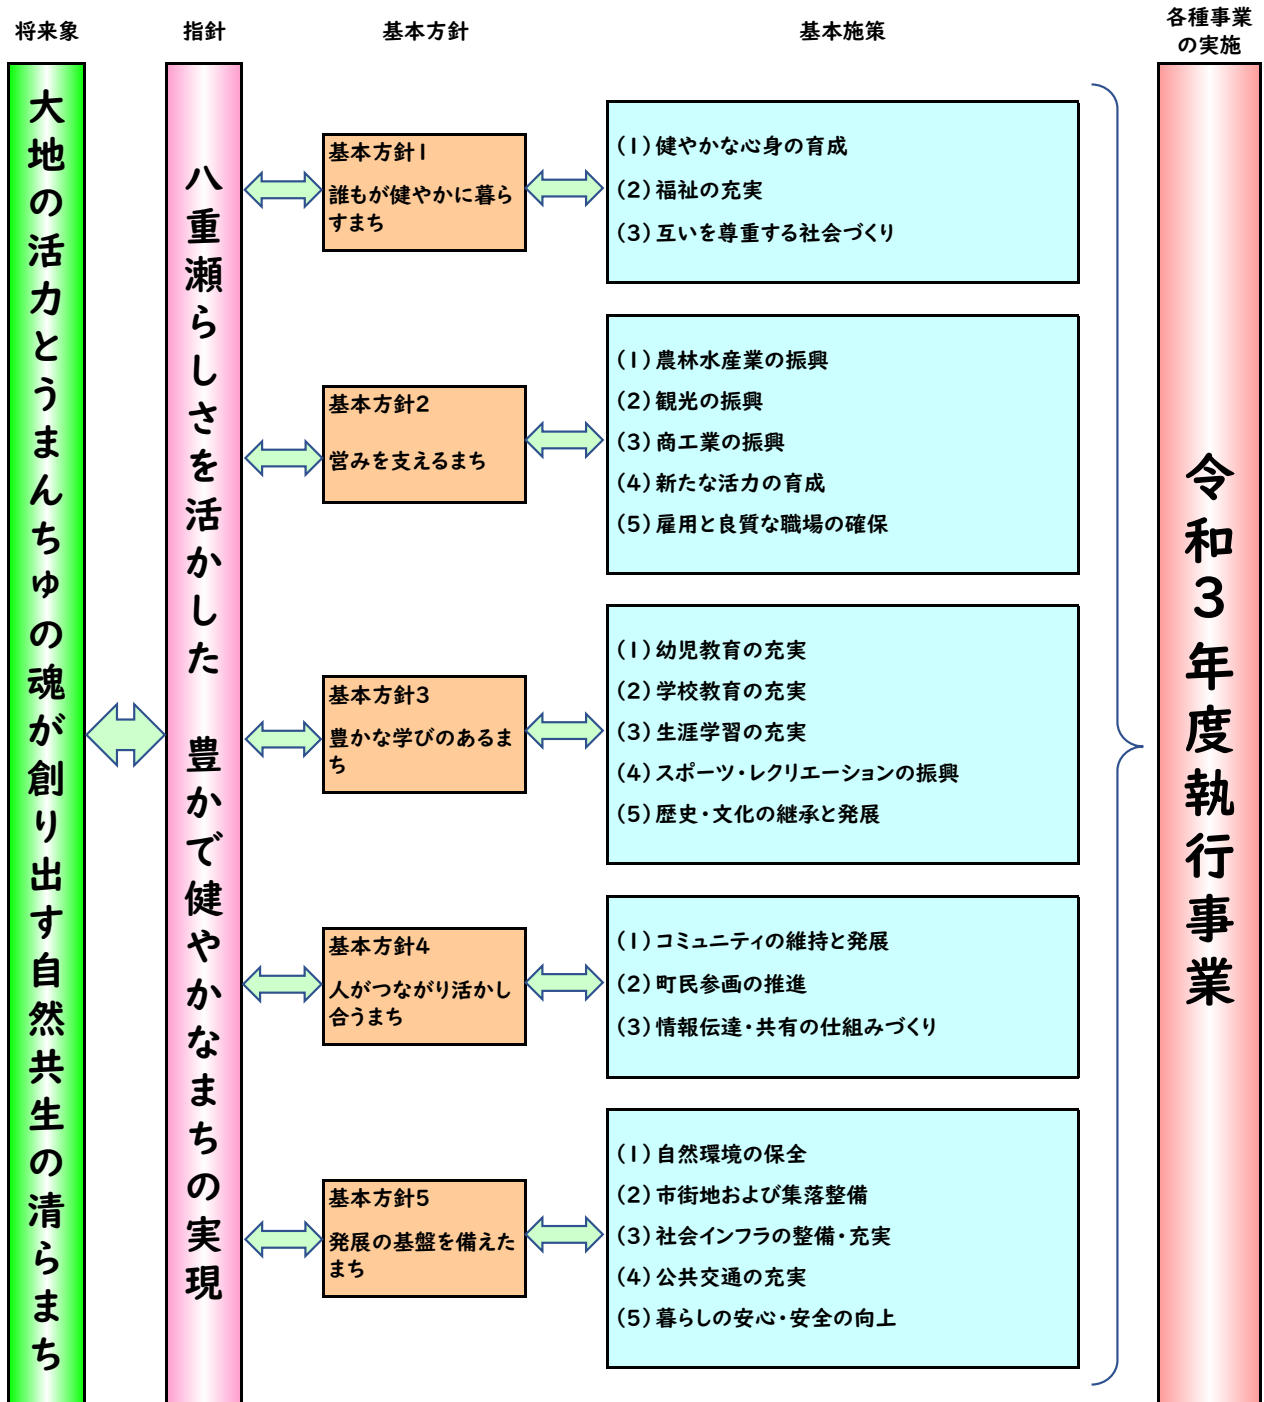 将来象
指針
基本方針
基本施策
各種事業
の実施
大地の活力とうまんちゅの魂が創り出す自然共生の清らまち
八重瀬らしさを活かした　豊かで健やかなまちの実現
基本方針1
誰もが健やかに暮ら
すまち
(1)健やかな心身の育成
(2)福祉の充実
(3)互いを尊重する社会づくり
基本方針2
営みを支えるまち
(1)農林水産業の振興
(2)観光の振興
(3)商工業の振興
(4)新たな活力の育成
(5)雇用と良質な職場の確保
基本方針3
豊かな学びのあるま
ち
(1)幼児教育の充実
(2)学校教育の充実
(3)生涯学習の充実
(4)スポーツ・レクリエーションの振興
(5)歴史・文化の継承と発展
基本方針4
人がつながり活かし
合うまち
(1)コミュニティの維持と発展
(2)町民参画の推進
(3)情報伝達・共有の仕組みづくり
基本方針5
発展の基盤を備えた
まち
(1)自然環境の保全
(2)市街地および集落整備
(3)社会インフラの整備・充実
(4)公共交通の充実
(5)暮らしの安心・安全の向上
令和3年度執行事業